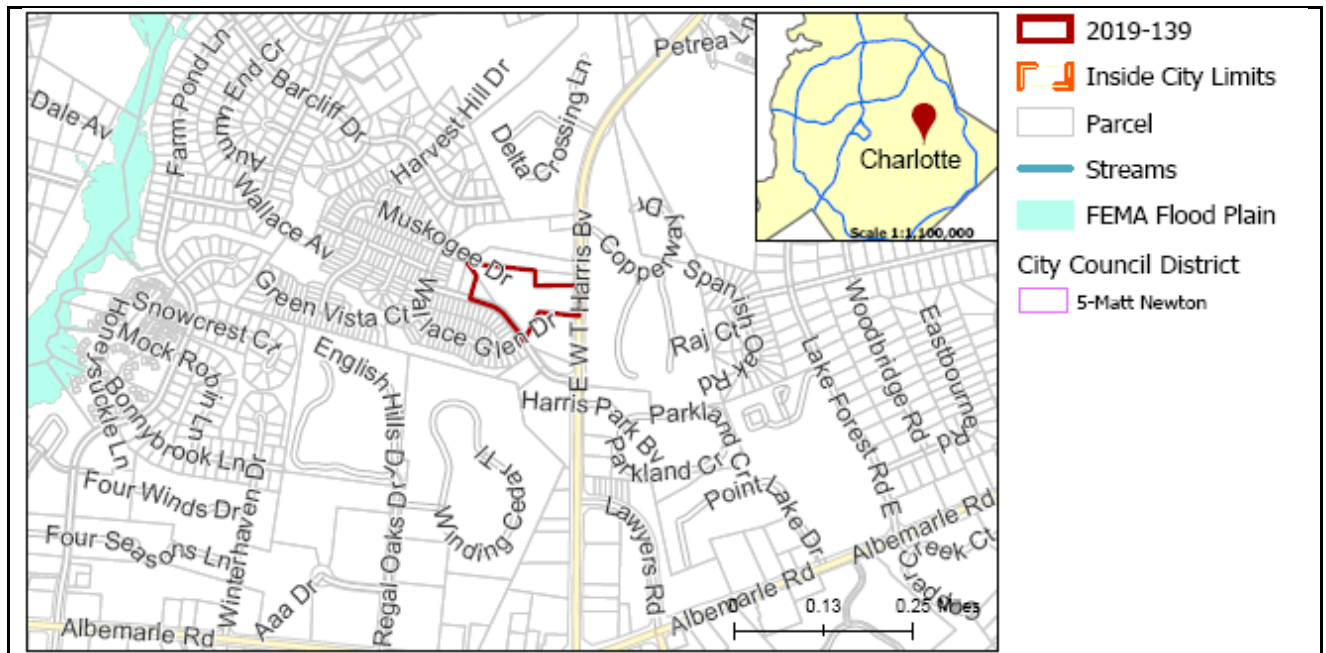 Petrea Ln
Dale Av
Farm Pond Ln
Autumn End Cr
Barcliff Dr
Harvest Hill Dr
Delta Crossing Ln
Wallace Av
Muskogee Dr
E W T Harris Bv
Copperway Dr
Spanish Oak Rd
Raj Ct
Green Vista Ct
Wallace Glen Dr
Snowcrest Ct
Mock Robin Ln
Honeysuckle Ln
Bonnybrook Ln
English Hills Dr
Harris Park Bv
Parkland Cr
Parkland Cr
Point Lake Dr
Lake Forest Rd E
Woodbridge Rd
Eastbourne Rd
Four Winds Dr
Four Seasons Ln
Winterhaven Dr
Aaa Dr
Regal Oaks Dr
Winding Cedar Tl
Lawyers Rd
Albemarle Rd
Albemarle Rd
Albemarle Rd
Creek Ct
0 0.13 0.25 Miles
Charlotte
Scale 1:1,100,000
2019-139
Inside City Limits
Parcel
Streams
FEMA Flood Plain
City Council District
5-Matt Newton